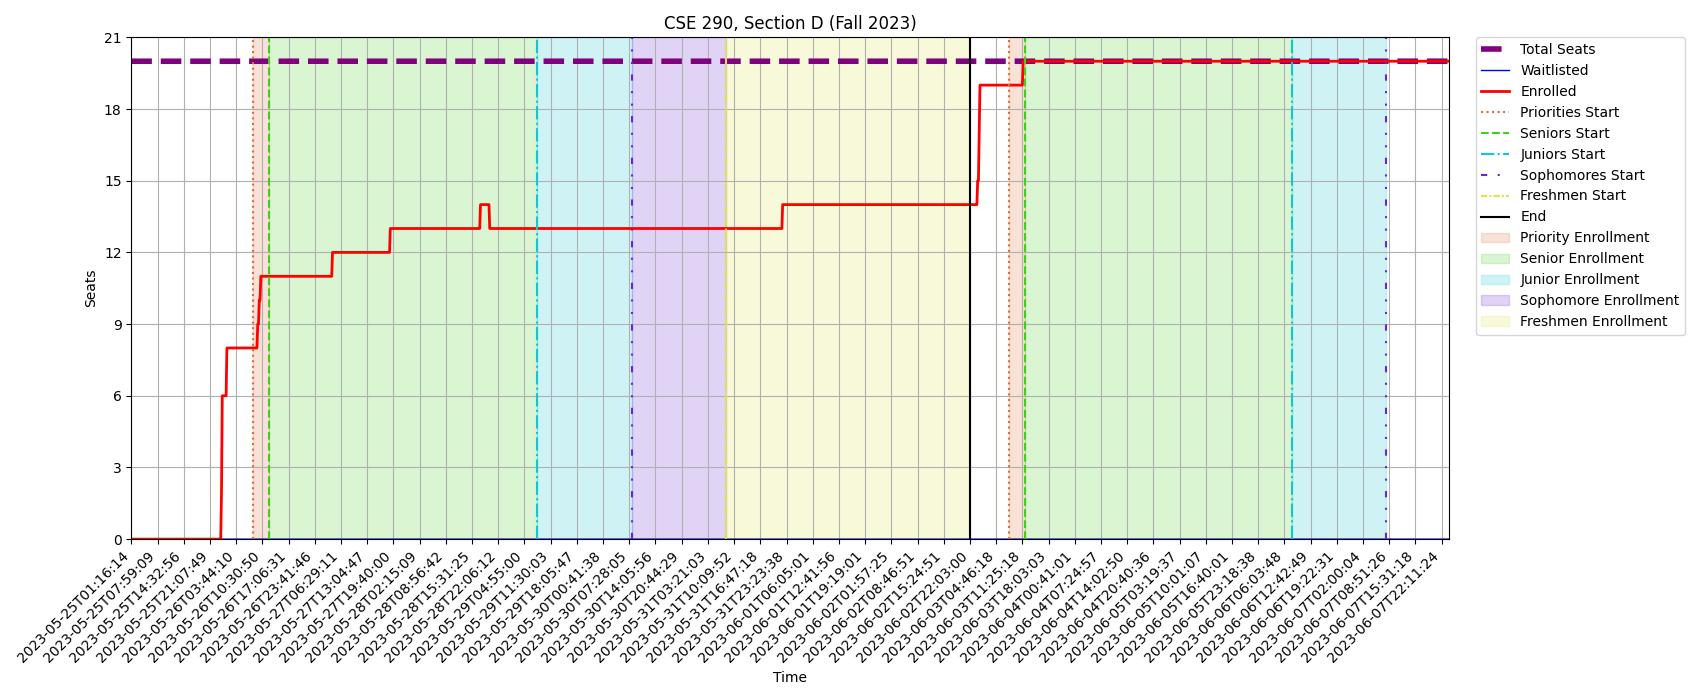 CSE 290, Section D (Fall 2023)
21
18
15
12
9
6
3
0
Seats
2023-05-25T01:16:14
2023-05-25T07:59:09
2023-05-25T14:32:56
2023-05-25T21:07:49
2023-05-26T03:44:10
2023-05-26T10:30:50
2023-05-26T17:06:31
2023-05-26T23:41:46
2023-05-27T06:29:11
2023-05-27T13:04:47
2023-05-27T19:40:00
2023-05-28T02:15:09
2023-05-28T08:56:42
2023-05-28T15:31:25
2023-05-28T22:06:12
2023-05-29T04:55:00
2023-05-29T11:30:03
2023-05-29T18:05:47
2023-05-30T00:41:38
2023-05-30T07:28:05
2023-05-30T14:05:56
2023-05-30T20:44:29
2023-05-31T03:21:03
2023-05-31T10:09:52
2023-05-31T16:47:18
2023-05-31T23:23:38
2023-06-01T06:05:01
2023-06-01T12:41:56
2023-06-01T19:19:01
2023-06-02T01:57:25
2023-06-02T08:46:51
2023-06-02T15:24:51
2023-06-02T22:03:00
2023-06-03T04:46:18
2023-06-03T11:25:18
2023-06-03T18:03:03
2023-06-04T00:41:01
2023-06-04T07:24:57
2023-06-04T14:02:50
2023-06-04T20:40:36
2023-06-05T03:19:37
2023-06-05T10:01:07
2023-06-05T16:40:01
2023-06-05T23:18:38
2023-06-06T06:03:48
2023-06-06T12:42:49
2023-06-06T19:22:31
2023-06-07T02:00:04
2023-06-07T08:51:26
2023-06-07T15:31:18
2023-06-07T22:11:24
Time
Total Seats
Waitlisted
Enrolled
Priorities Start
Seniors Start
Juniors Start
Sophomores Start
Freshmen Start
End
Priority Enrollment
Senior Enrollment
Junior Enrollment
Sophomore Enrollment
Freshmen Enrollment